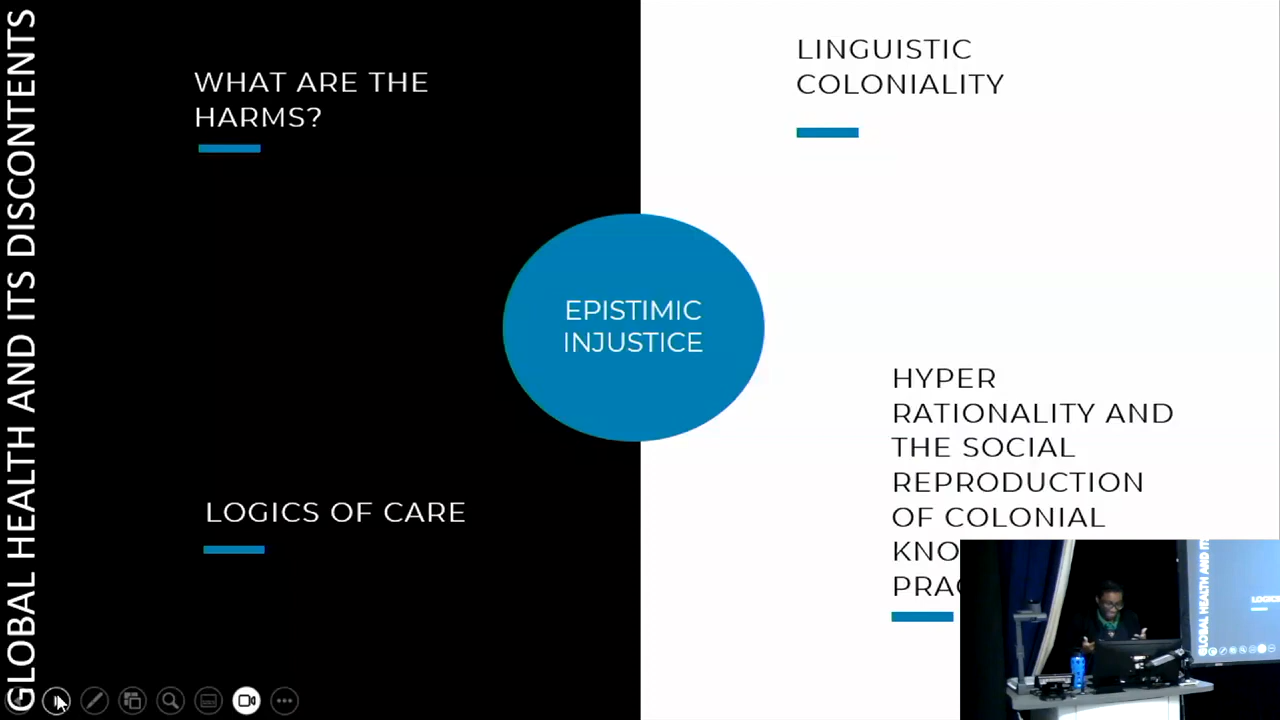 GLOBAL HEALTH AND ITS DISCONTENTS
WHAT ARE THE
HARMS?
LINGUISTIC
COLONIALITY
EPISTIMIC
INJUSTICE
LOGICS OF CARE
HYPER
RATIONALITY AND
THE SOCIAL
REPRODUCTION
OF COLONIAL